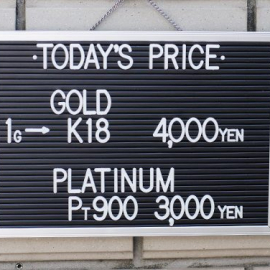 ·TODAY'S PRICE·
GOLD
1G→ K18 4,000YEN
PLATINUM
PT900 3,000YEN